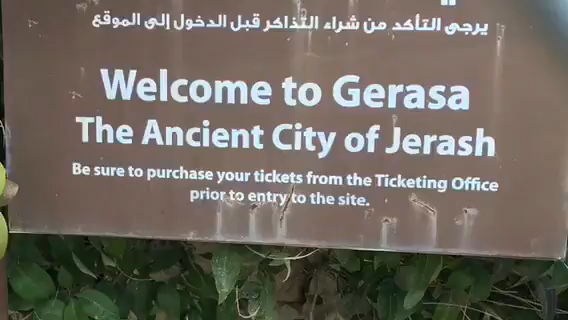 يرجى التأكد من شراء التذاكر قبل الدخول إلى الموقع
Welcome to Gerasa
The Ancient City of Jerash
Be sure to purchase your tickets from the Ticketing Office
prior to entry to the site.